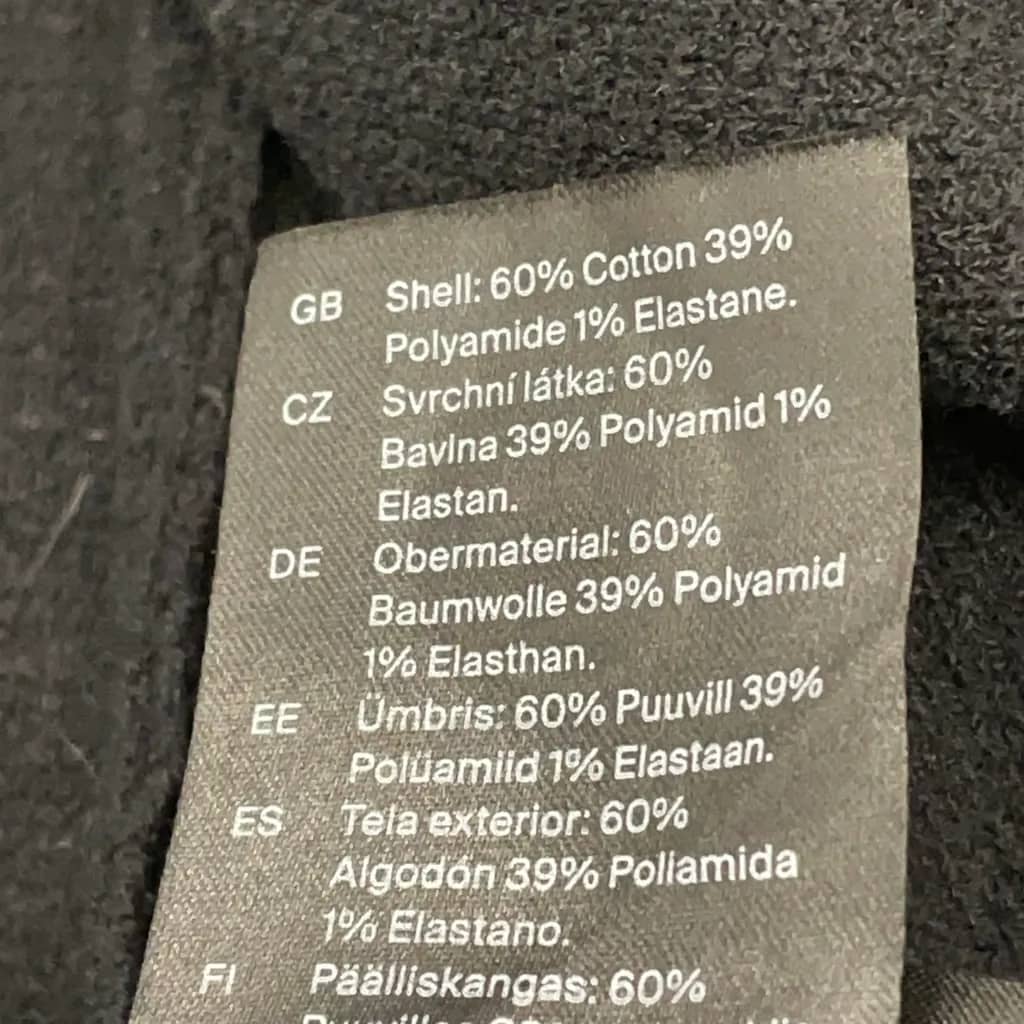 GB Shell: 60% Cotton 39%
Polyamide 1% Elastane.
CZ Svrchní látka: 60%
Bavlna 39% Polyamid 1%
Elastan.
DE Obermaterial: 60%
Baumwolle 39% Polyamid
1% Elasthan.
EE Ümbris: 60% Puuvill 39%
Polüamiid 1% Elastaan.
ES Tela exterior: 60%
Algodón 39% Poliamida
1% Elastano.
FI Päälliskangas: 60%